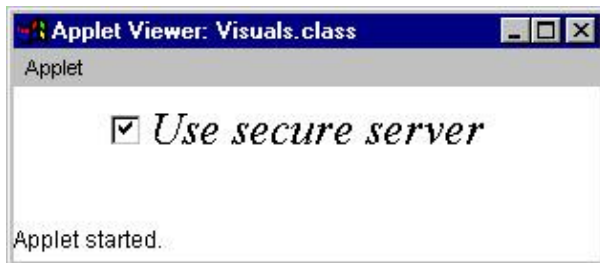 Applet Viewer: Visuals.class
Applet
Use secure server
Applet started.